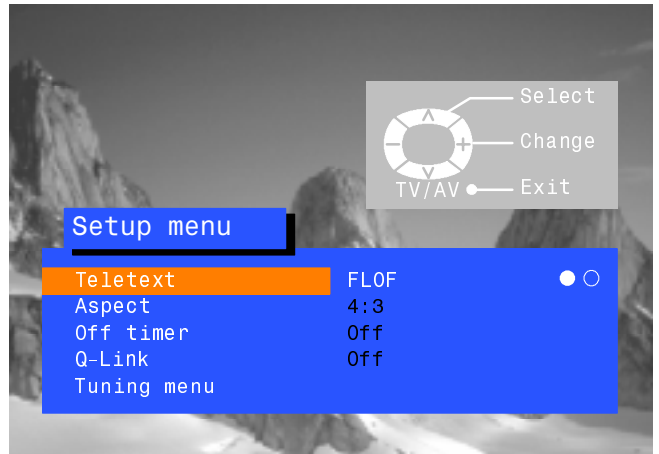 Select
Change
TV/AV Exit
Setup menu
Teletext FLOF
Aspect 4:3
Off timer Off
Q-Link Off
Tuning menu